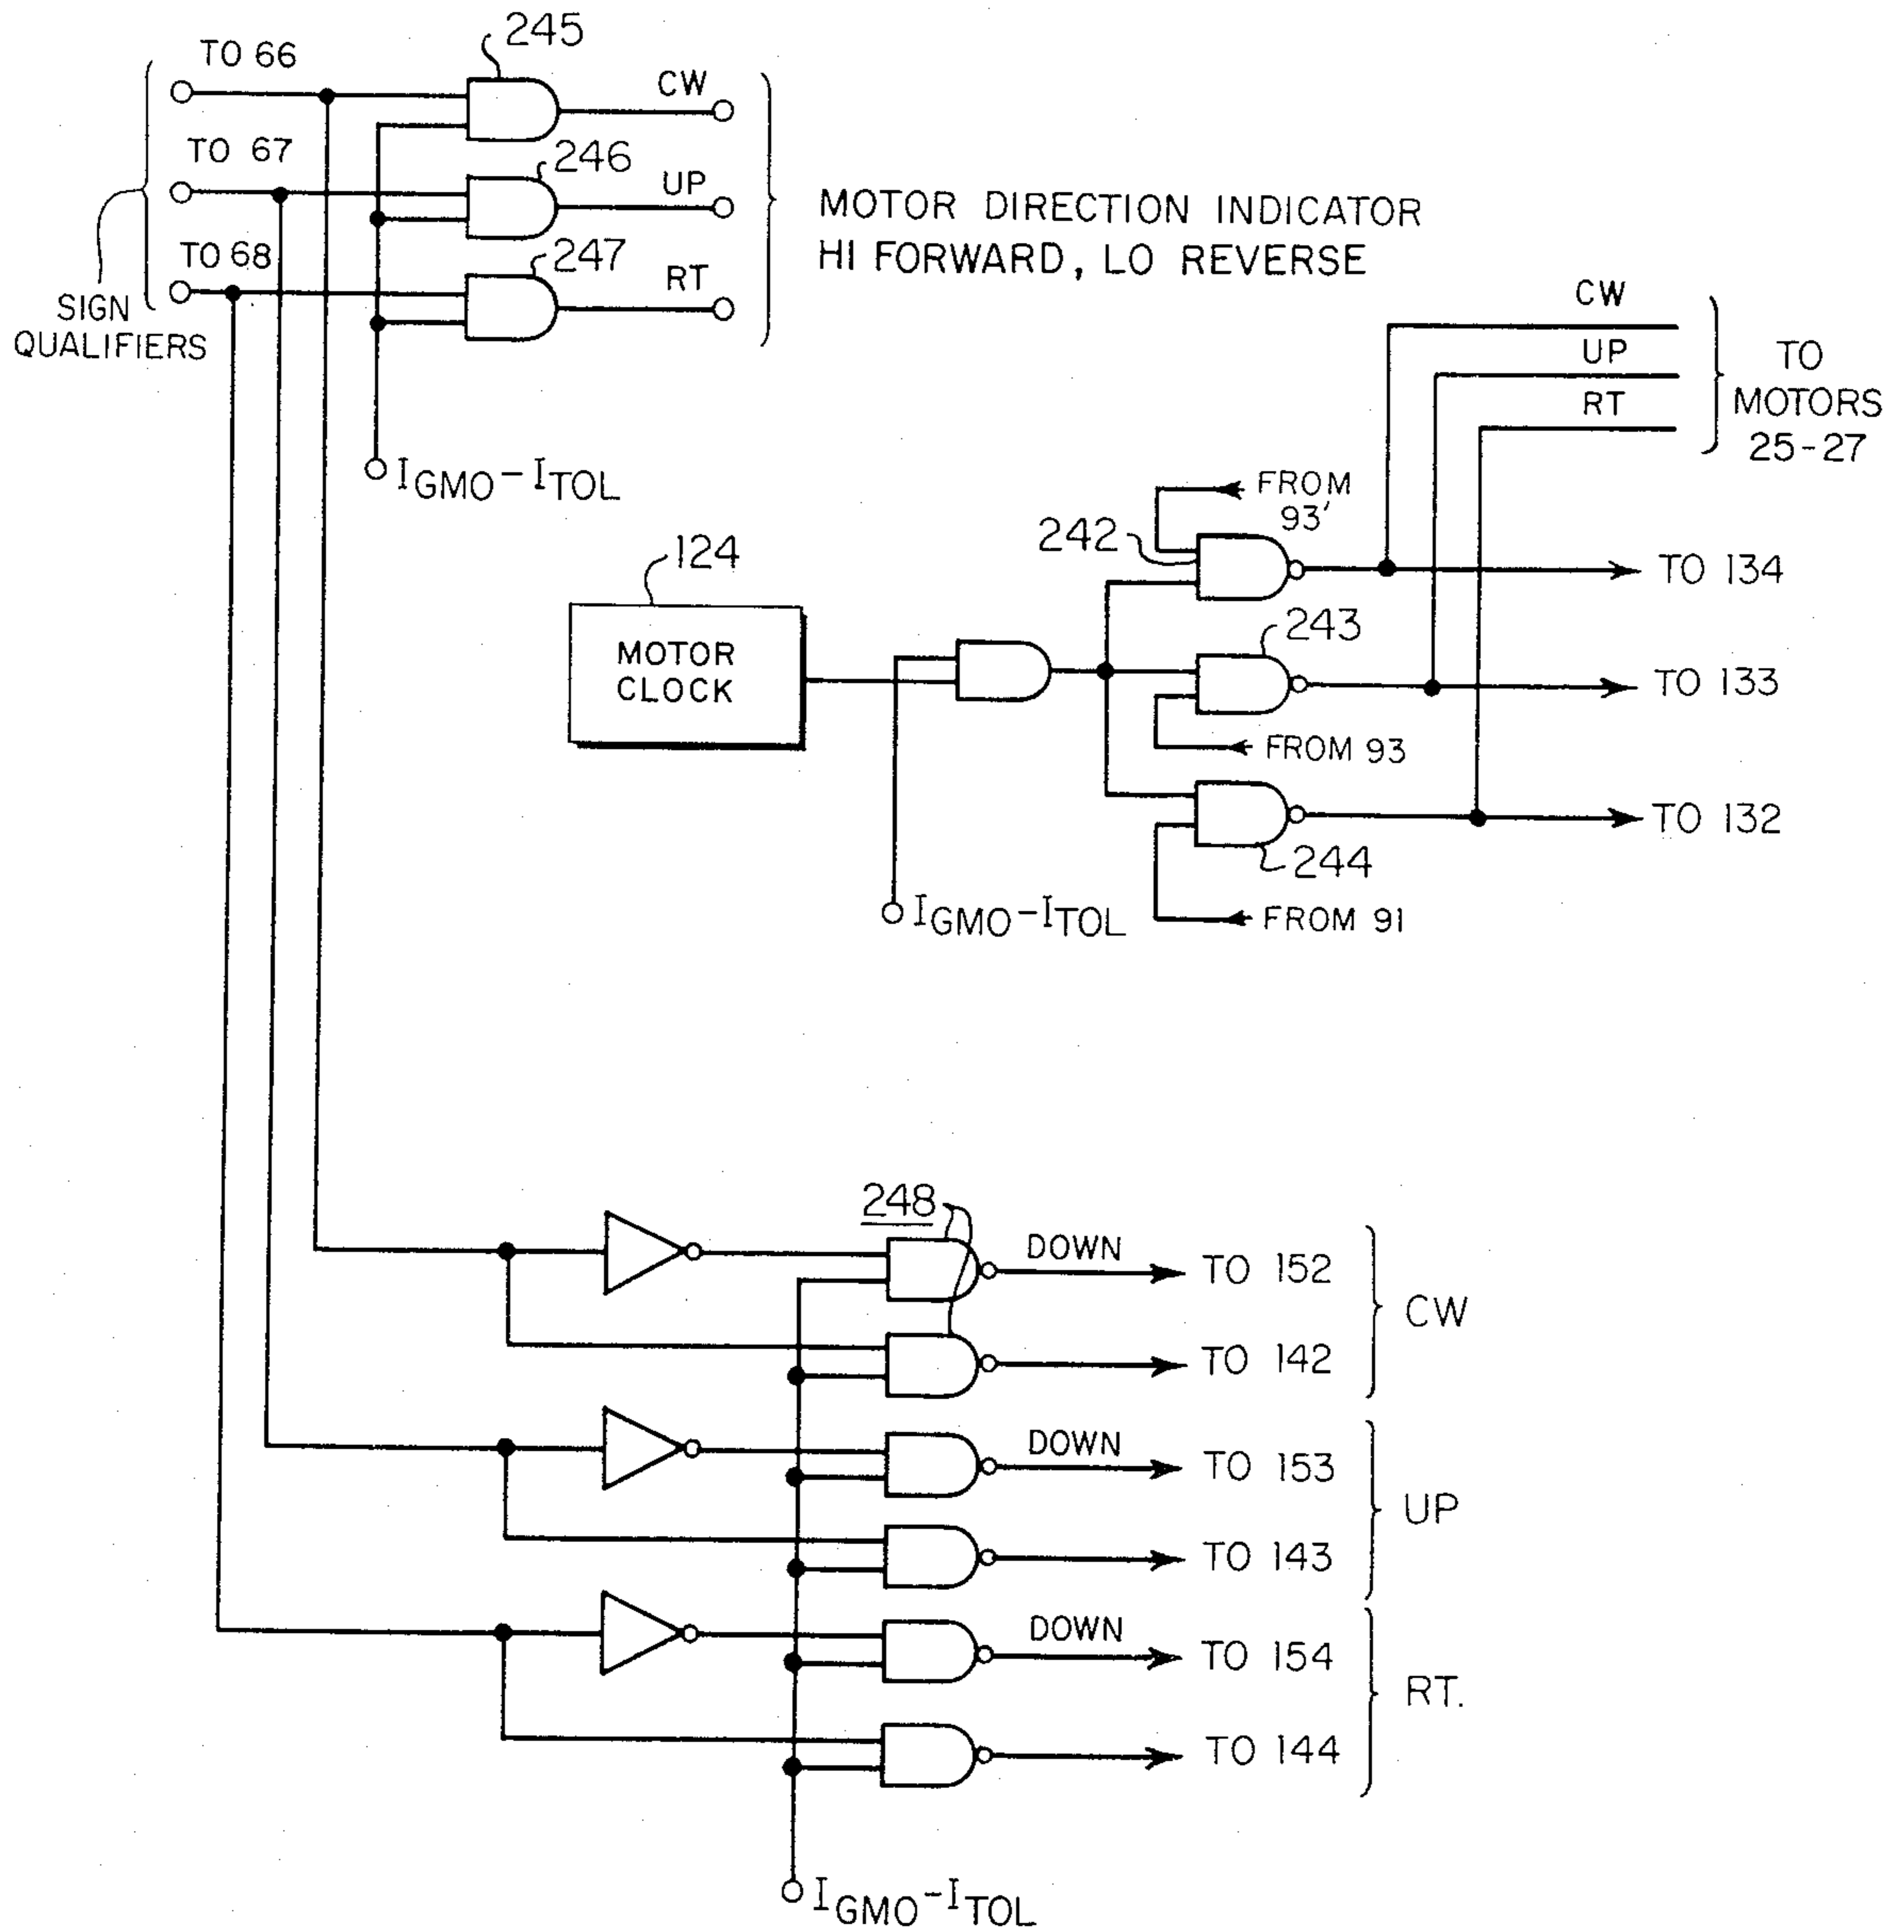 TO 66
245
CW
TO 67
246
UP
TO 68
247
RT
SIGN
QUALIFIERS
MOTOR DIRECTION INDICATOR
HI FORWARD, LO REVERSE
IGMO-ITOL
CW
UP
RT
TO
MOTORS
25-27
124
MOTOR
CLOCK
FROM
93'
242
TO 134
243
TO 133
FROM 93
TO 132
244
FROM 91
IGMO-ITOL
248
DOWN
TO 152
TO 142
CW
DOWN
TO 153
TO 143
UP
DOWN
TO 154
TO 144
RT.
IGMO-ITOL